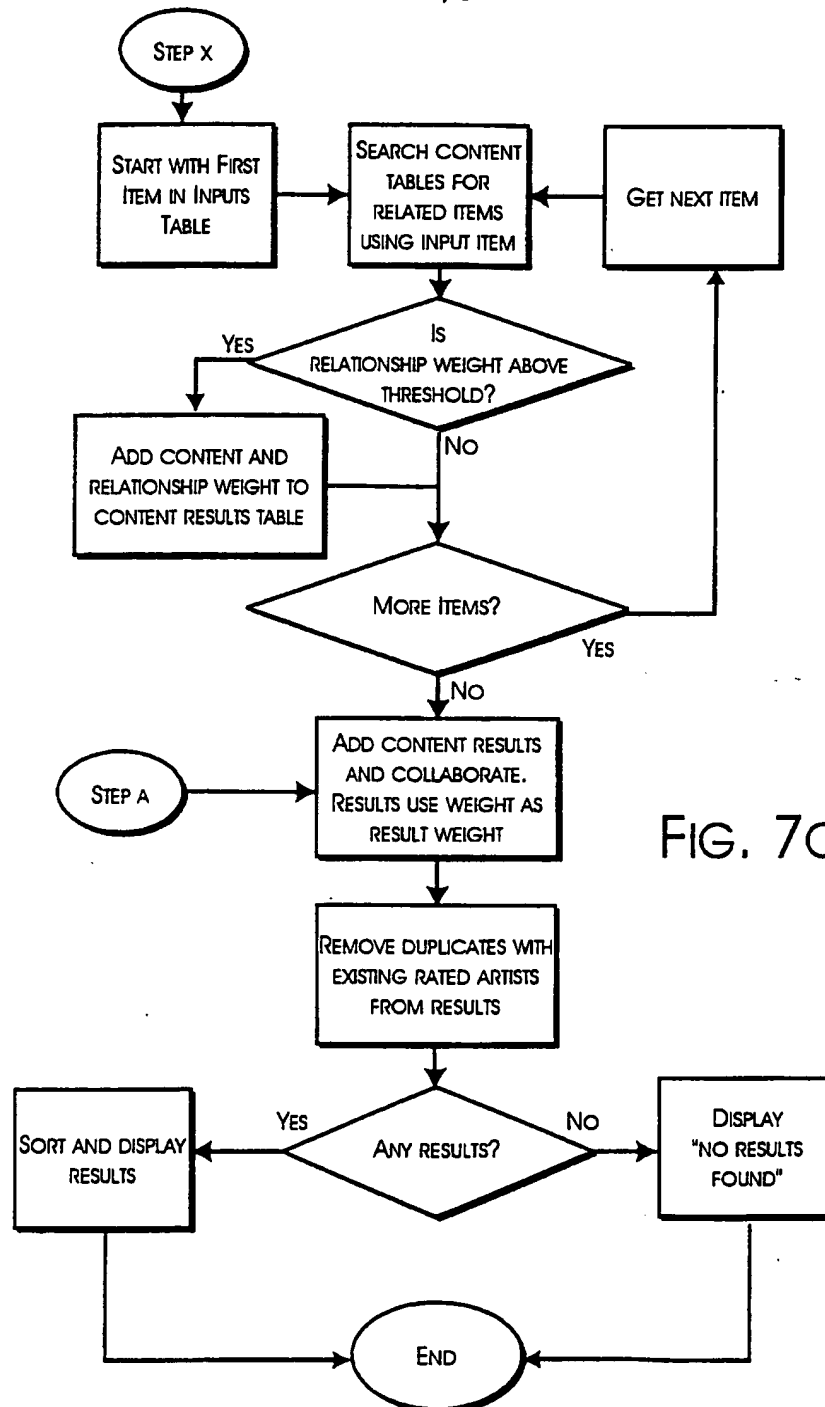 STEP X
START WITH FIRST
ITEM IN INPUTS
TABLE
SEARCH CONTENT
TABLES FOR
RELATED ITEMS
USING INPUT ITEM
GET NEXT ITEM
IS
RELATIONSHIP WEIGHT ABOVE
THRESHOLD?
YES
NO
ADD CONTENT AND
RELATIONSHIP WEIGHT TO
CONTENT RESULTS TABLE
MORE ITEMS?
YES
NO
STEP A
ADD CONTENT RESULTS
AND COLLABORATE.
RESULTS USE WEIGHT AS
RESULT WEIGHT
FIG. 7C
REMOVE DUPLICATES WITH
EXISTING RATED ARTISTS
FROM RESULTS
ANY RESULTS?
YES
NO
SORT AND DISPLAY
RESULTS
DISPLAY
"NO RESULTS
FOUND"
END